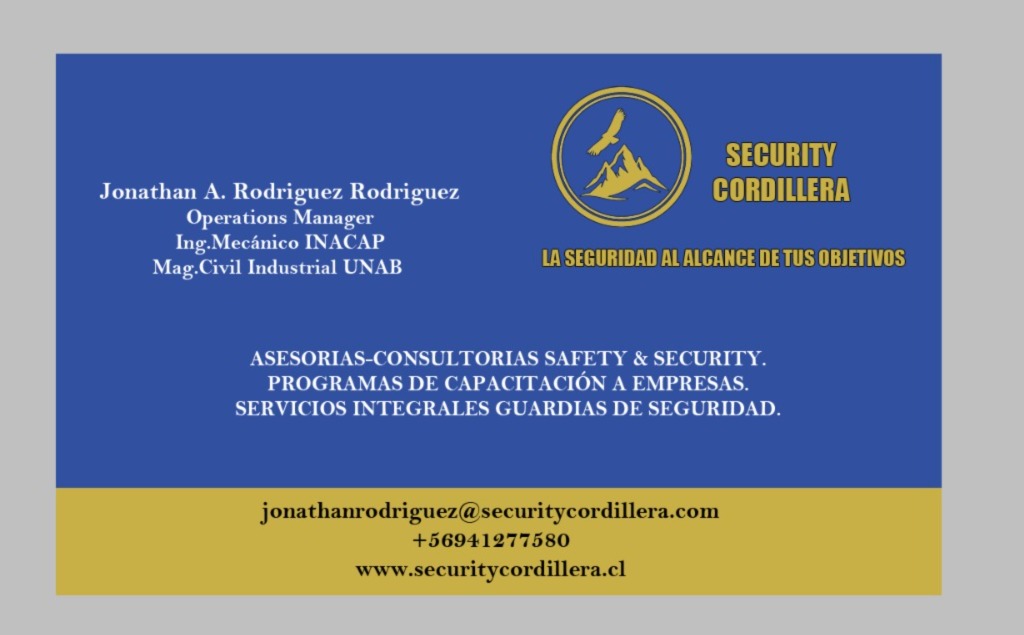 Jonathan A. Rodriguez Rodriguez
Operations Manager
Ing.Mecánico INACAP
Mag.Civil Industrial UNAB
SECURITY
CORDILLERA
LA SEGURIDAD AL ALCANCE DE TUS OBJETIVOS
ASESORIAS-CONSULTORIAS SAFETY & SECURITY.
PROGRAMAS DE CAPACITACIÓN A EMPRESAS.
SERVICIOS INTEGRALES GUARDIAS DE SEGURIDAD.
jonathanrodriguez@securitycordillera.com
+56941277580
www.securitycordillera.cl